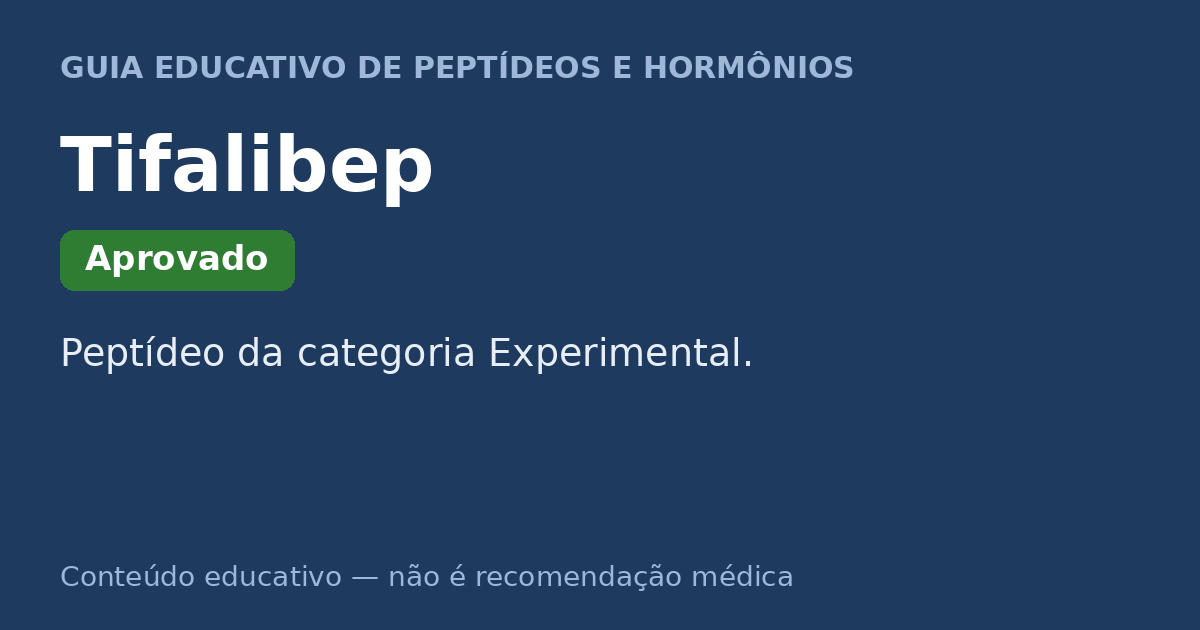 GUIA EDUCATIVO DE PEPTÍDEOS E HORMÔNIOS
Tifalibep
Aprovado
Peptídeo da categoria Experimental.
Conteúdo educativo — não é recomendação médica